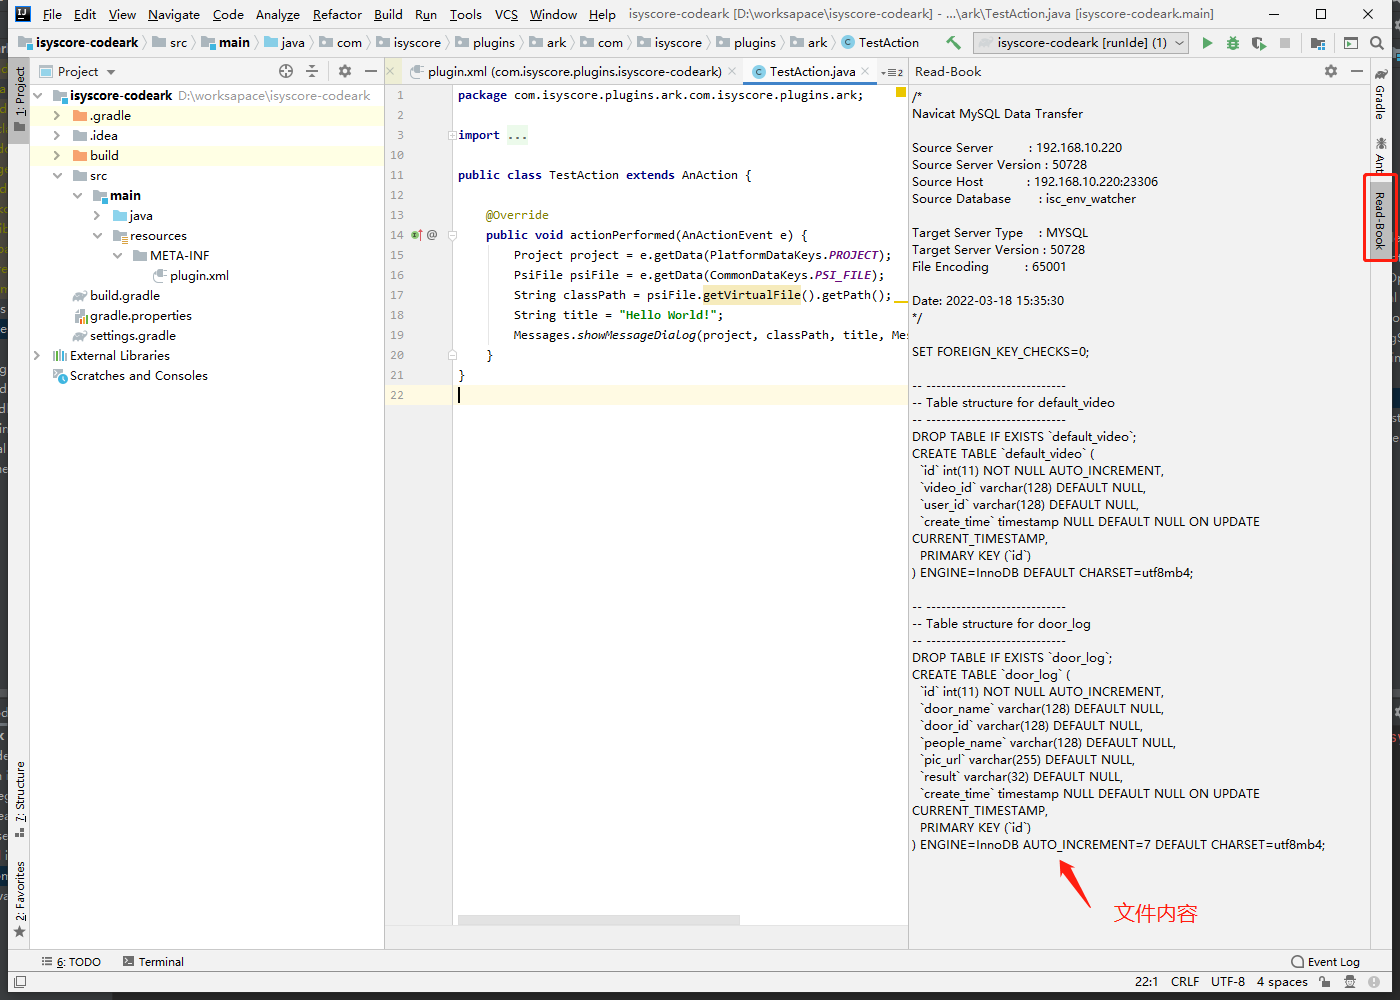 File Edit View Navigate Code Analyze Refactor Build Run Tools VCS Window Help isyscore-codeark [D:\worksapace\isyscore-codeark] - ...\ark\TestAction.java [isyscore-codeark.main]
isyscore-codeark src main java com isyscore plugins ark com isyscore plugins ark TestAction isyscore-codeark [runIde] (1)
1: Project
7: Structure
2: Favorites
Project
isyscore-codeark D:\worksapace\isyscore-codeark
.gradle
.idea
build
src
main
java
resources
META-INF
plugin.xml
build.gradle
gradle.properties
settings.gradle
External Libraries
Scratches and Consoles
plugin.xml (com.isyscore.plugins.isyscore-codeark) TestAction.java 2
1 package com.isyscore.plugins.ark.com.isyscore.plugins.ark;
2
3 import ...
10
11 public class TestAction extends AnAction {
12
13 @Override
14 @ public void actionPerformed(AnActionEvent e) {
15 Project project = e.getData(PlatformDataKeys.PROJECT);
16 PsiFile psiFile = e.getData(CommonDataKeys.PSI_FILE);
17 String classPath = psiFile.getVirtualFile().getPath();
18 String title = "Hello World!";
19 Messages.showMessageDialog(project, classPath, title, Mes
20 }
21 }
22
Read-Book
/*
Navicat MySQL Data Transfer
Source Server : 192.168.10.220
Source Server Version : 50728
Source Host : 192.168.10.220:23306
Source Database : isc_env_watcher
Target Server Type : MYSQL
Target Server Version : 50728
File Encoding : 65001
Date: 2022-03-18 15:35:30
*/
SET FOREIGN_KEY_CHECKS=0;
-- ----------------------------
-- Table structure for default_video
-- ----------------------------
DROP TABLE IF EXISTS `default_video`;
CREATE TABLE `default_video` (
`id` int(11) NOT NULL AUTO_INCREMENT,
`video_id` varchar(128) DEFAULT NULL,
`user_id` varchar(128) DEFAULT NULL,
`create_time` timestamp NULL DEFAULT NULL ON UPDATE
CURRENT_TIMESTAMP,
PRIMARY KEY (`id`)
) ENGINE=InnoDB DEFAULT CHARSET=utf8mb4;
-- ----------------------------
-- Table structure for door_log
-- ----------------------------
DROP TABLE IF EXISTS `door_log`;
CREATE TABLE `door_log` (
`id` int(11) NOT NULL AUTO_INCREMENT,
`door_name` varchar(128) DEFAULT NULL,
`door_id` varchar(128) DEFAULT NULL,
`people_name` varchar(128) DEFAULT NULL,
`pic_url` varchar(255) DEFAULT NULL,
`result` varchar(32) DEFAULT NULL,
`create_time` timestamp NULL DEFAULT NULL ON UPDATE
CURRENT_TIMESTAMP,
PRIMARY KEY (`id`)
) ENGINE=InnoDB AUTO_INCREMENT=7 DEFAULT CHARSET=utf8mb4;
文件内容
Gradle
Ant
Read-Book
6: TODO Terminal Event Log
22:1 CRLF UTF-8 4 spaces